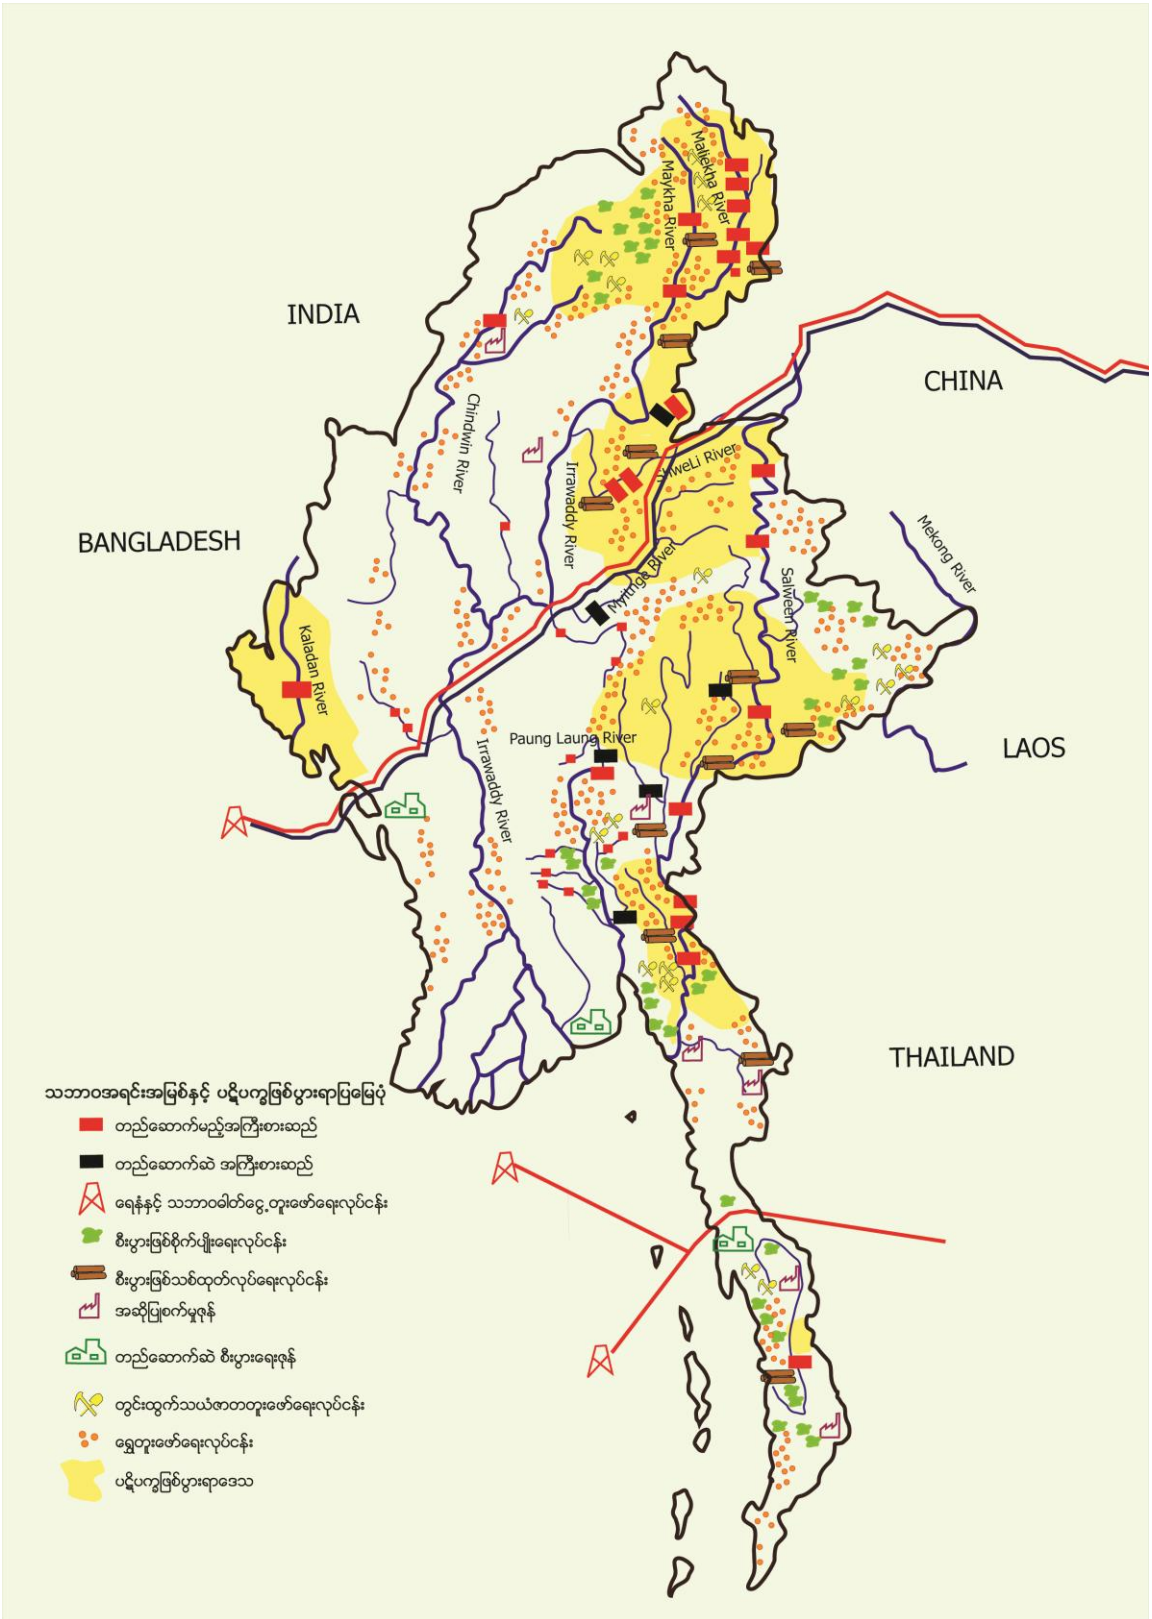 INDIA
CHINA
BANGLADESH
LAOS
THAILAND
Maliekha River
Maykha River
Chindwin River
Irrawaddy River
ShweLi River
Myithge River
Salween River
Mekong River
Kaladan River
Paung Laung River
Irrawaddy River
သဘာဝအရင်းအမြစ်နှင့် ပဋိပက္ခဖြစ်ပွားရာပြမြေပုံ
တည်ဆောက်မည့်အကြီးစားဆည်
တည်ဆောက်ဆဲ အကြီးစားဆည်
ရေနံနှင့် သဘာဝဓါတ်ငွေ့တူးဖော်ရေးလုပ်ငန်း
စီးပွားဖြစ်စိုက်ပျိုးရေးလုပ်ငန်း
စီးပွားဖြစ်သစ်ထုတ်လုပ်ရေးလုပ်ငန်း
အဆိုပြုစက်မှုဇုန်
တည်ဆောက်ဆဲ စီးပွားရေးဇုန်
တွင်းထွက်သယံဇာတတူးဖော်ရေးလုပ်ငန်း
ရွှေတူးဖော်ရေးလုပ်ငန်း
ပဋိပက္ခဖြစ်ပွားရာဒေသ